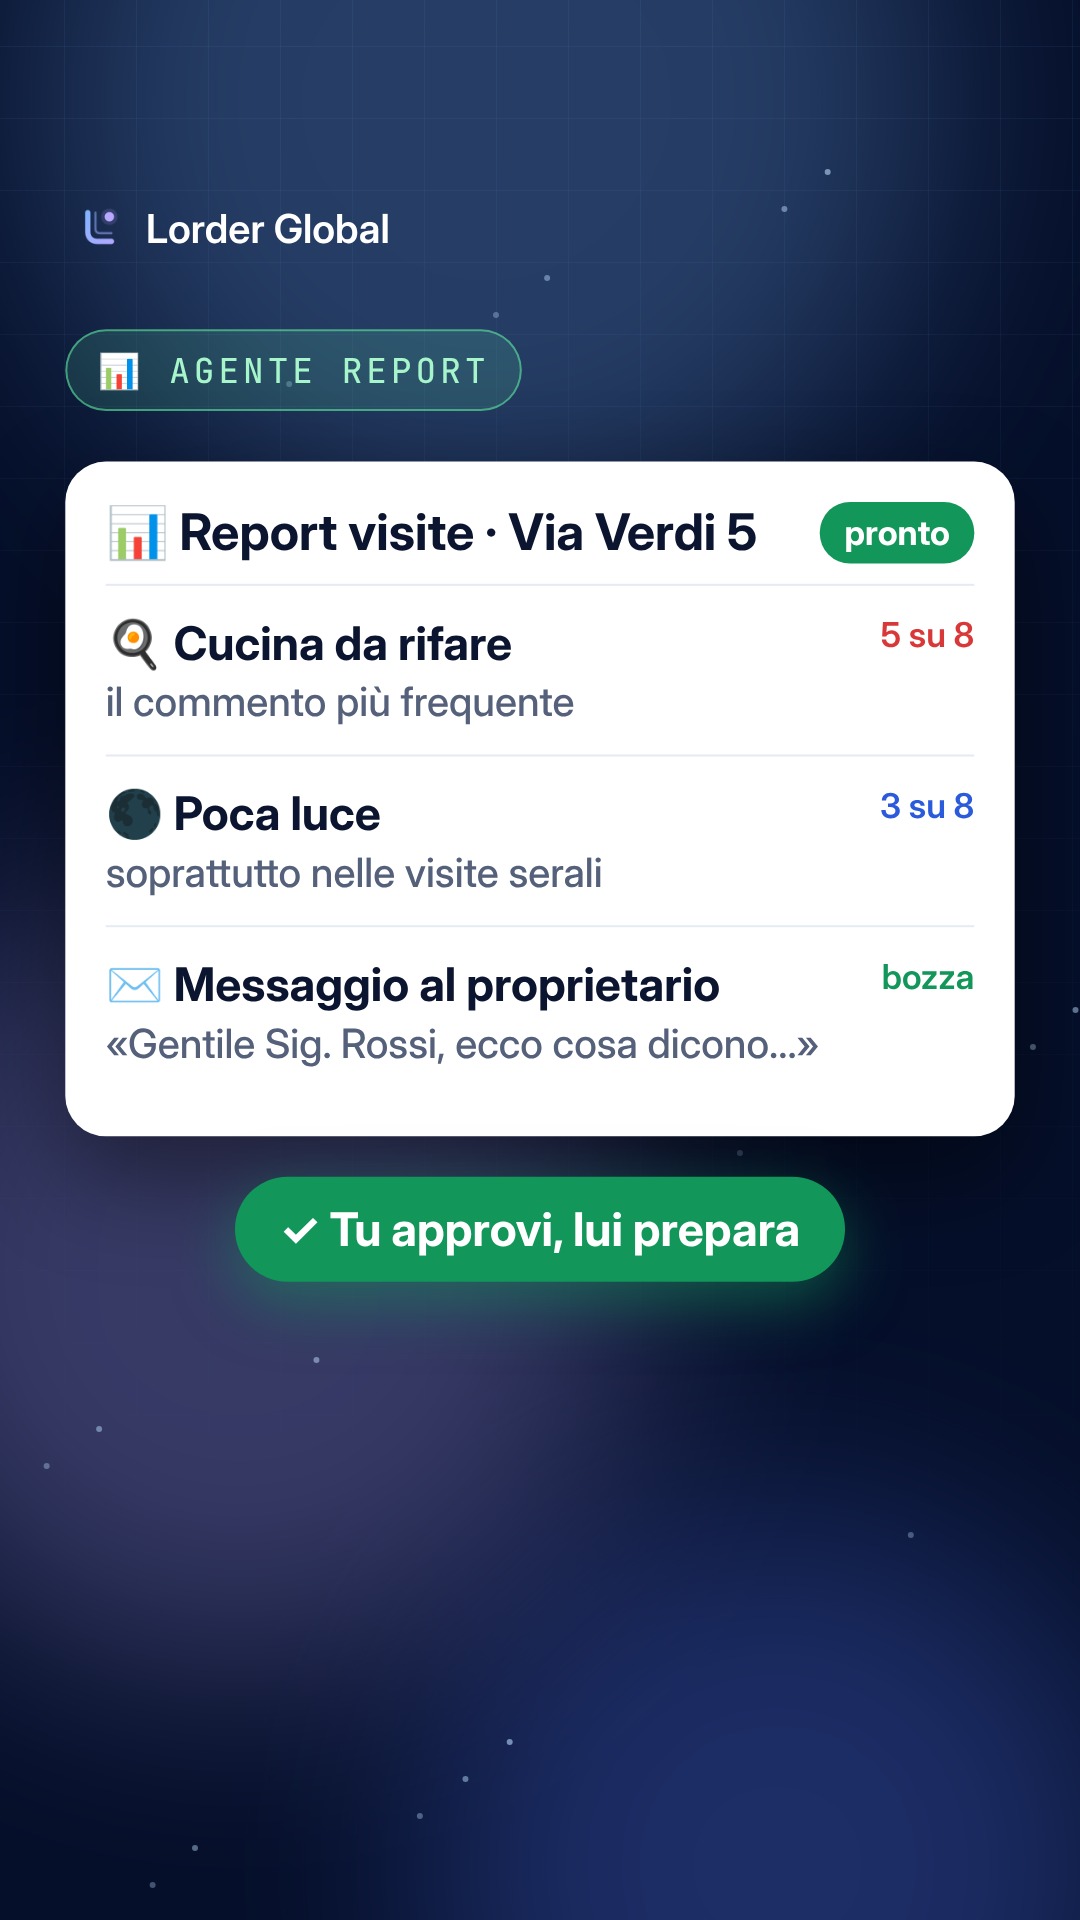 Lorder Global
📊 AGENTE REPORT
📊 Report visite · Via Verdi 5 pronto
🍳 Cucina da rifare 5 su 8
il commento più frequente
🌑 Poca luce 3 su 8
soprattutto nelle visite serali
✉️ Messaggio al proprietario bozza
«Gentile Sig. Rossi, ecco cosa dicono...»
✓ Tu approvi, lui prepara